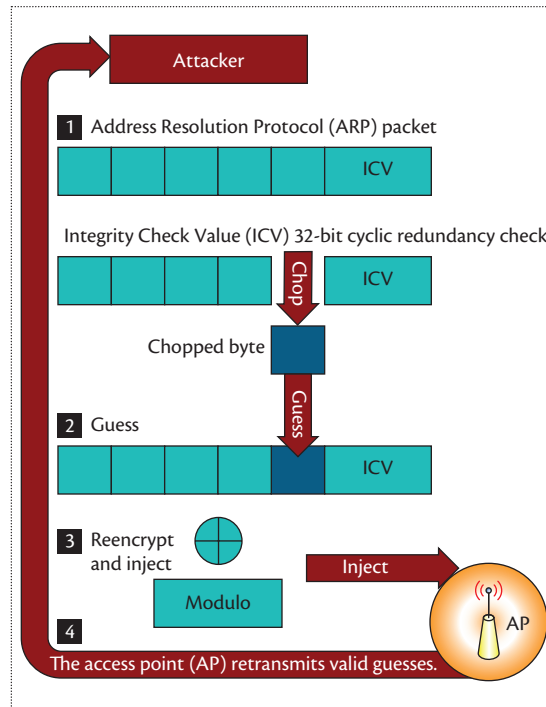 Attacker
1 Address Resolution Protocol (ARP) packet
ICV
Integrity Check Value (ICV) 32-bit cyclic redundancy check
Chop
ICV
Chopped byte
Guess
2 Guess
ICV
3 Reencrypt
and inject
Inject
Modulo
AP
4
The access point (AP) retransmits valid guesses.